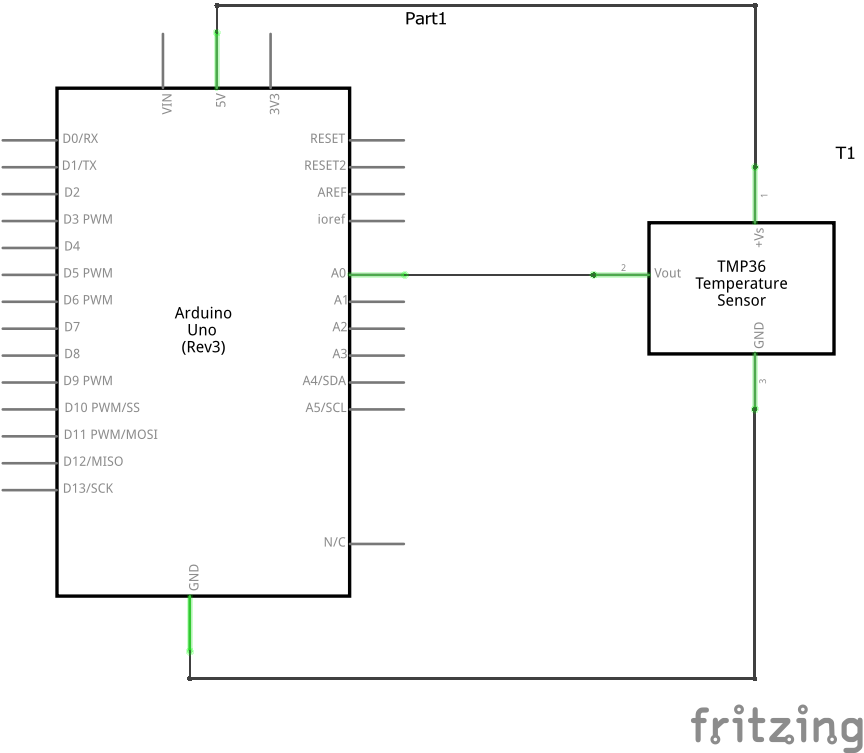 Part1
VIN
5V
3V3
T1
D0/RX
D1/TX
D2
D3 PWM
D4
D5 PWM
D6 PWM
D7
D8
D9 PWM
D10 PWM/SS
D11 PWM/MOSI
D12/MISO
D13/SCK
Arduino
Uno
(Rev3)
RESET
RESET2
AREF
ioref
A0
A1
A2
A3
A4/SDA
A5/SCL
N/C
GND
1
+Vs
2
Vout
TMP36
Temperature
Sensor
GND
3
fritzing